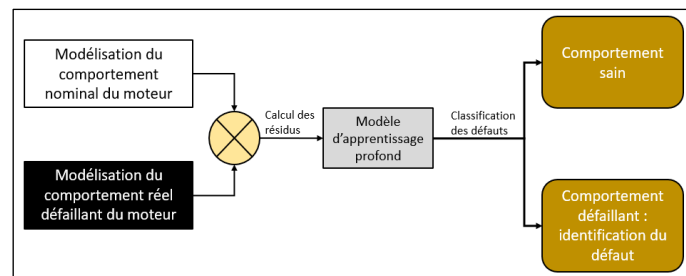 Modélisation du
comportement
nominal du moteur
Modélisation du
comportement réel
défaillant du moteur
Calcul des
résidus
Modèle
d'apprentissage
profond
Classification
des défauts
Comportement
sain
Comportement
défaillant :
identification du
défaut